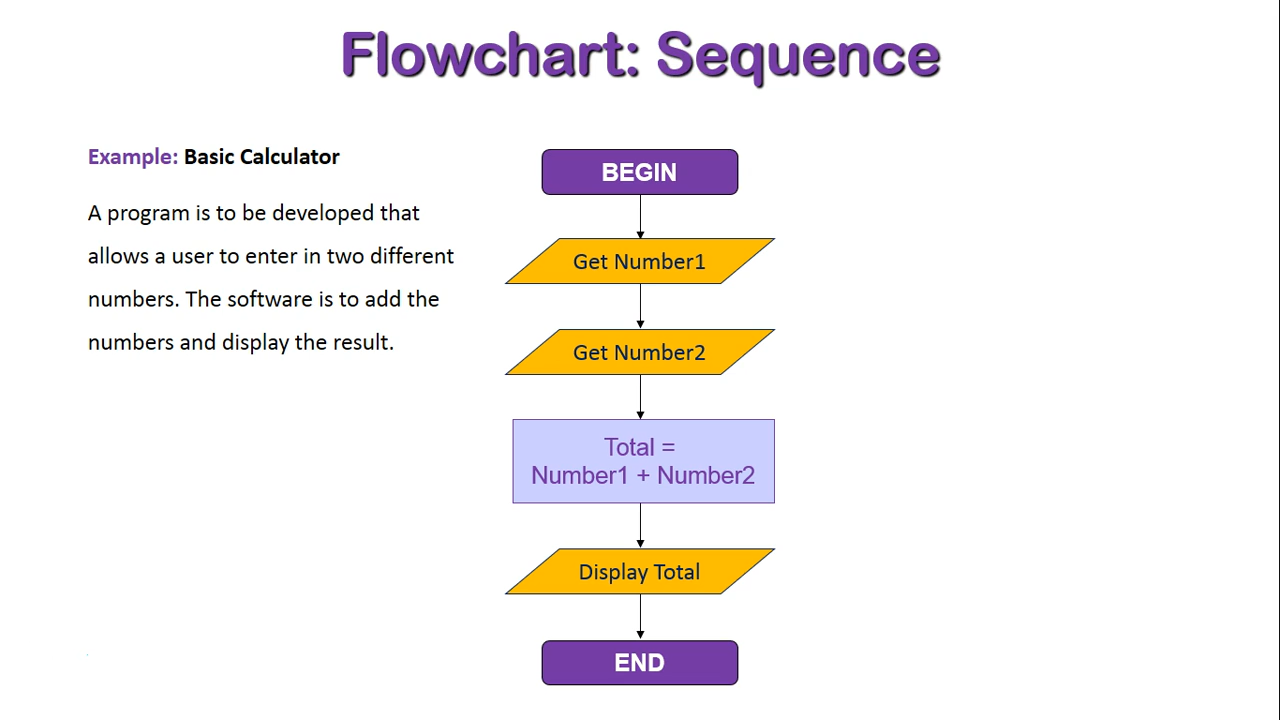 Flowchart: Sequence
Example: Basic Calculator
A program is to be developed that
allows a user to enter in two different
numbers. The software is to add the
numbers and display the result.
BEGIN
Get Number1
Get Number2
Total =
Number1 + Number2
Display Total
END